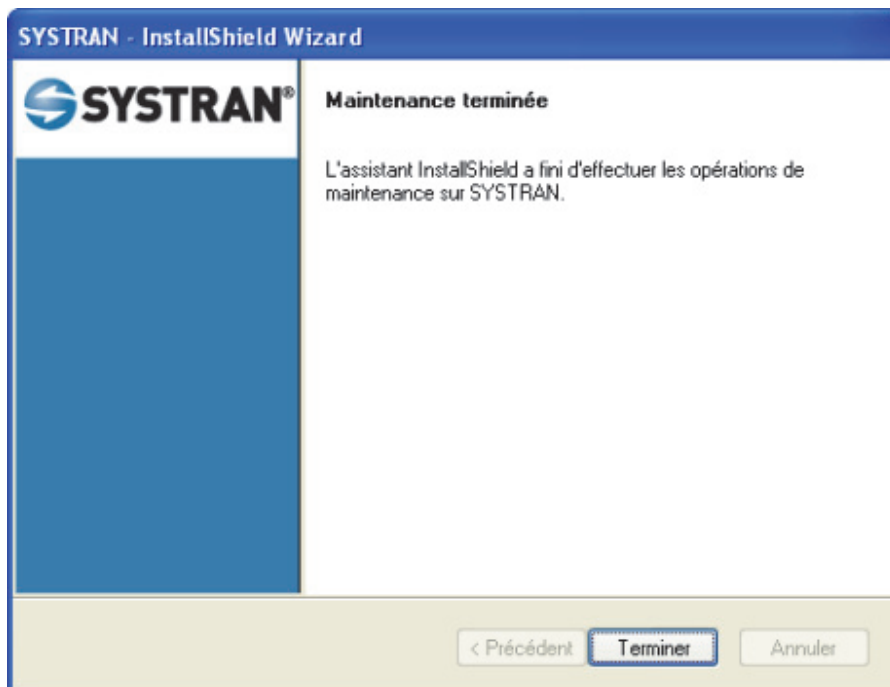 SYSTRAN - InstallShield Wizard
SYSTRAN®
Maintenance terminée
L'assistant InstallShield a fini d'effectuer les opérations de
maintenance sur SYSTRAN.
< Précédent Terminer Annuler